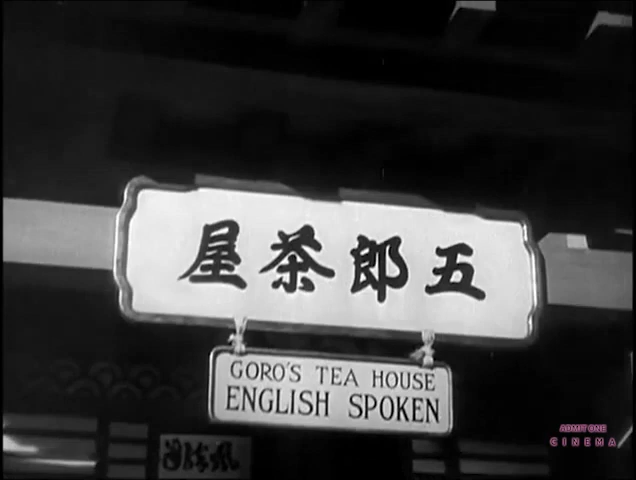 屋茶郎五
GORO'S TEA HOUSE
ENGLISH SPOKEN
ADMIT ONE
CINEMA